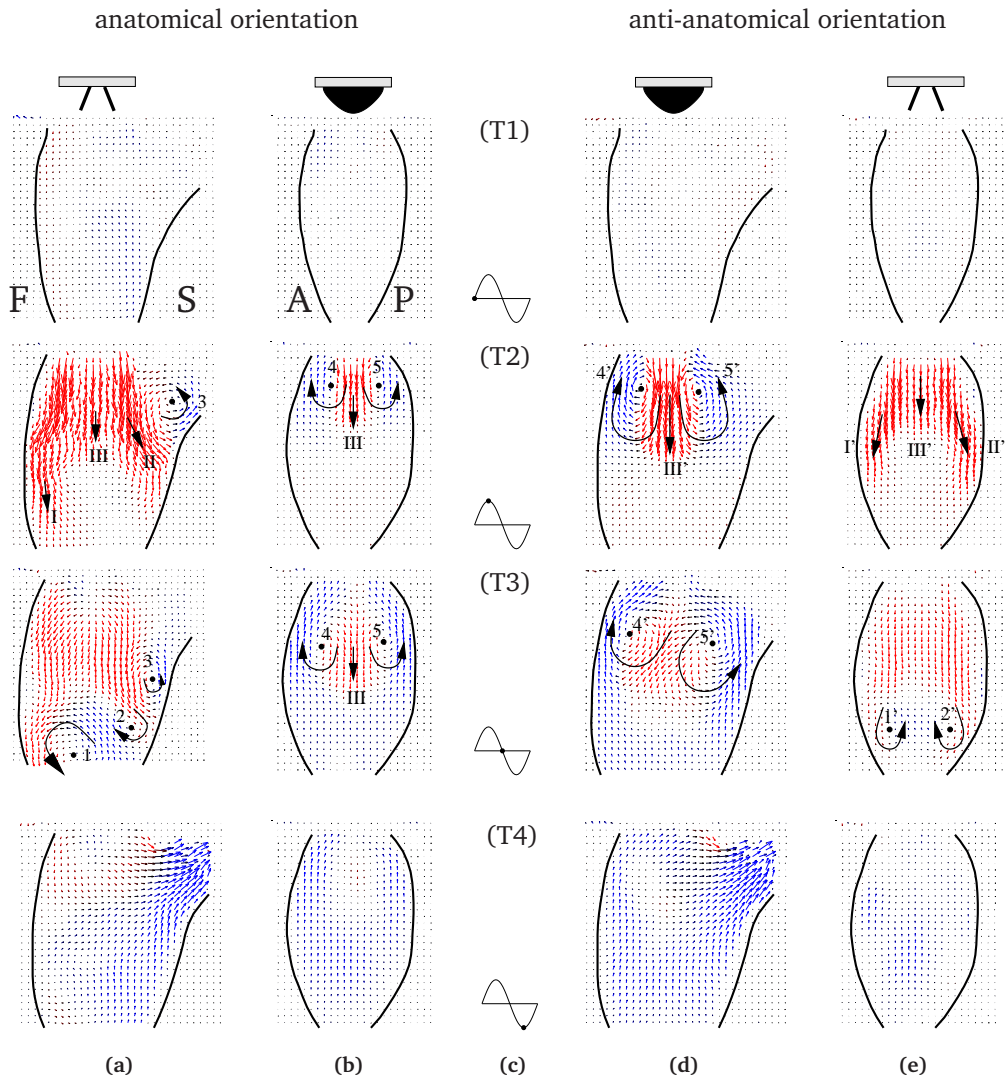 anatomical orientation anti-anatomical orientation
(T1)
F S A P
(T2)
3 III II I
4 5 III
4' 5' III'
I' III' II'
(T3)
3 2 1
4 5 III
4' 5'
1' 2'
(T4)
(a) (b) (c) (d) (e)